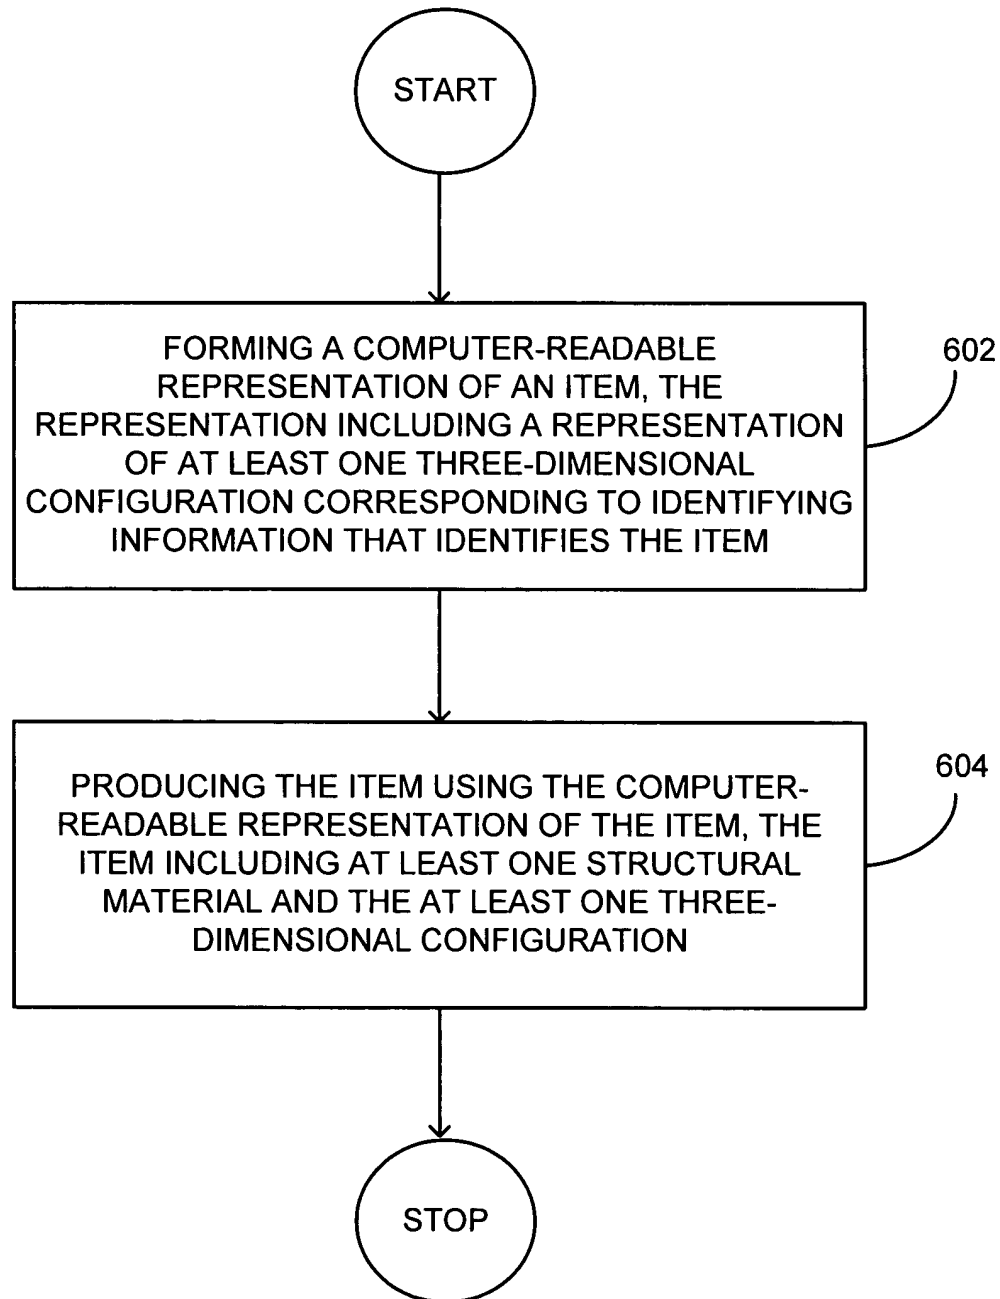 START
FORMING A COMPUTER-READABLE
REPRESENTATION OF AN ITEM, THE
REPRESENTATION INCLUDING A REPRESENTATION
OF AT LEAST ONE THREE-DIMENSIONAL
CONFIGURATION CORRESPONDING TO IDENTIFYING
INFORMATION THAT IDENTIFIES THE ITEM
602
PRODUCING THE ITEM USING THE COMPUTER-
READABLE REPRESENTATION OF THE ITEM, THE
ITEM INCLUDING AT LEAST ONE STRUCTURAL
MATERIAL AND THE AT LEAST ONE THREE-
DIMENSIONAL CONFIGURATION
604
STOP